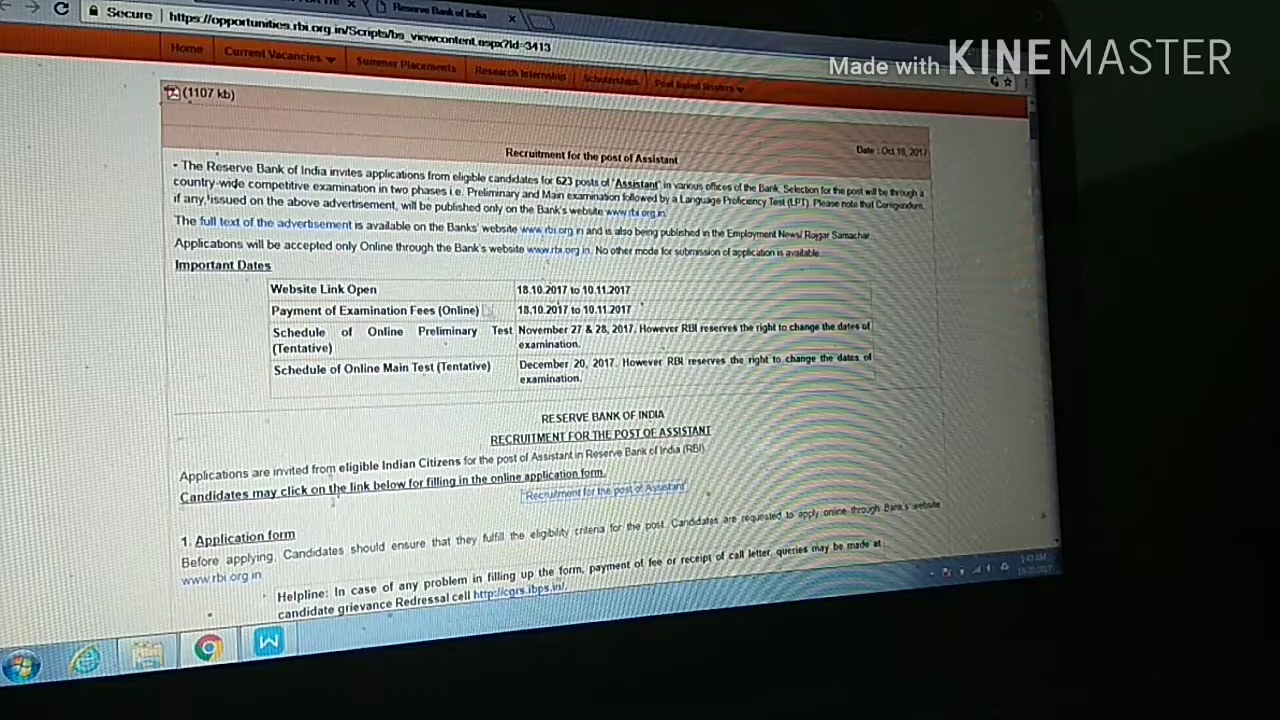 Reserve Bank of India
Secure https://opportunities.rbi.org.in/Scripts/bs_viewcontent.aspx?Id=3413
Made with KINEMASTER
Home Current Vacancies Summer Placements Research Internship Scholarships Post Based Rosters
(1107 kb)
Date : Oct 18, 2017
Recruitment for the post of Assistant
- The Reserve Bank of India invites applications from eligible candidates for 623 posts of "Assistant" in various offices of the Bank. Selection for the post will be through a
country-wide competitive examination in two phases i.e. Preliminary and Main examination followed by a Language Proficiency Test (LPT). Please note that Corrigendum,
if any, issued on the above advertisement, will be published only on the Bank's website www.rbi.org.in.
The full text of the advertisement is available on the Banks' website www.rbi.org.in and is also being published in the Employment News/ Rojgar Samachar.
Applications will be accepted only Online through the Bank's website www.rbi.org.in. No other mode for submission of application is available.
Important Dates
Website Link Open 18.10.2017 to 10.11.2017
Payment of Examination Fees (Online) 18.10.2017 to 10.11.2017
Schedule of Online Preliminary Test November 27 & 28, 2017. However RBI reserves the right to change the dates of
(Tentative) examination.
Schedule of Online Main Test (Tentative) December 20, 2017. However RBI reserves the right to change the dates of
examination.
RESERVE BANK OF INDIA
RECRUITMENT FOR THE POST OF ASSISTANT
Applications are invited from eligible Indian Citizens for the post of Assistant in Reserve Bank of India (RBI)
Candidates may click on the link below for filling in the online application form.
"Recruitment for the post of Assistant"
1. Application form
Before applying, Candidates should ensure that they fulfill the eligibility criteria for the post. Candidates are requested to apply online through Bank's website
www.rbi.org.in
Helpline: In case of any problem in filling up the form, payment of fee or receipt of call letter, queries may be made at
candidate grievance Redressal cell http://cgrs.ibps.in/.